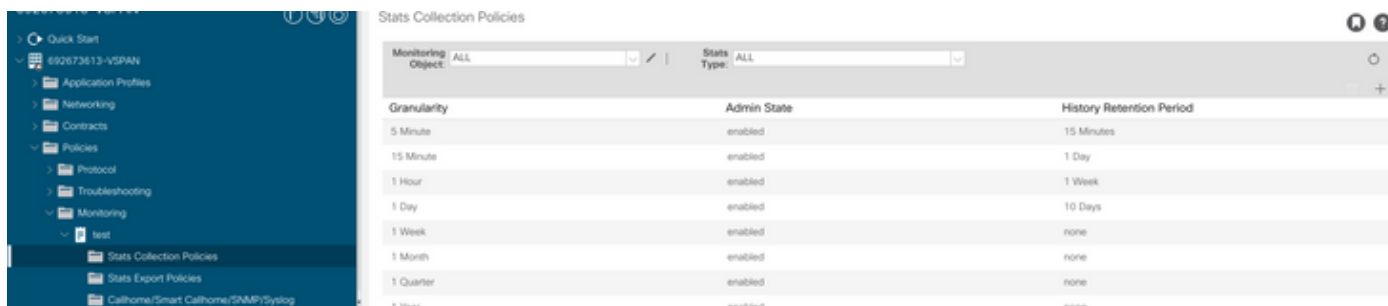 Stats Collection Policies
Quick Start
692673613-VSPAN
Application Profiles
Networking
Contracts
Policies
Protocol
Troubleshooting
Monitoring
test
Stats Collection Policies
Stats Export Policies
Callhome/Smart Callhome/SNMP/Syslog
Monitoring Object: ALL Stats Type: ALL
Granularity Admin State History Retention Period
5 Minute enabled 15 Minutes
15 Minute enabled 1 Day
1 Hour enabled 1 Week
1 Day enabled 10 Days
1 Week enabled none
1 Month enabled none
1 Quarter enabled none